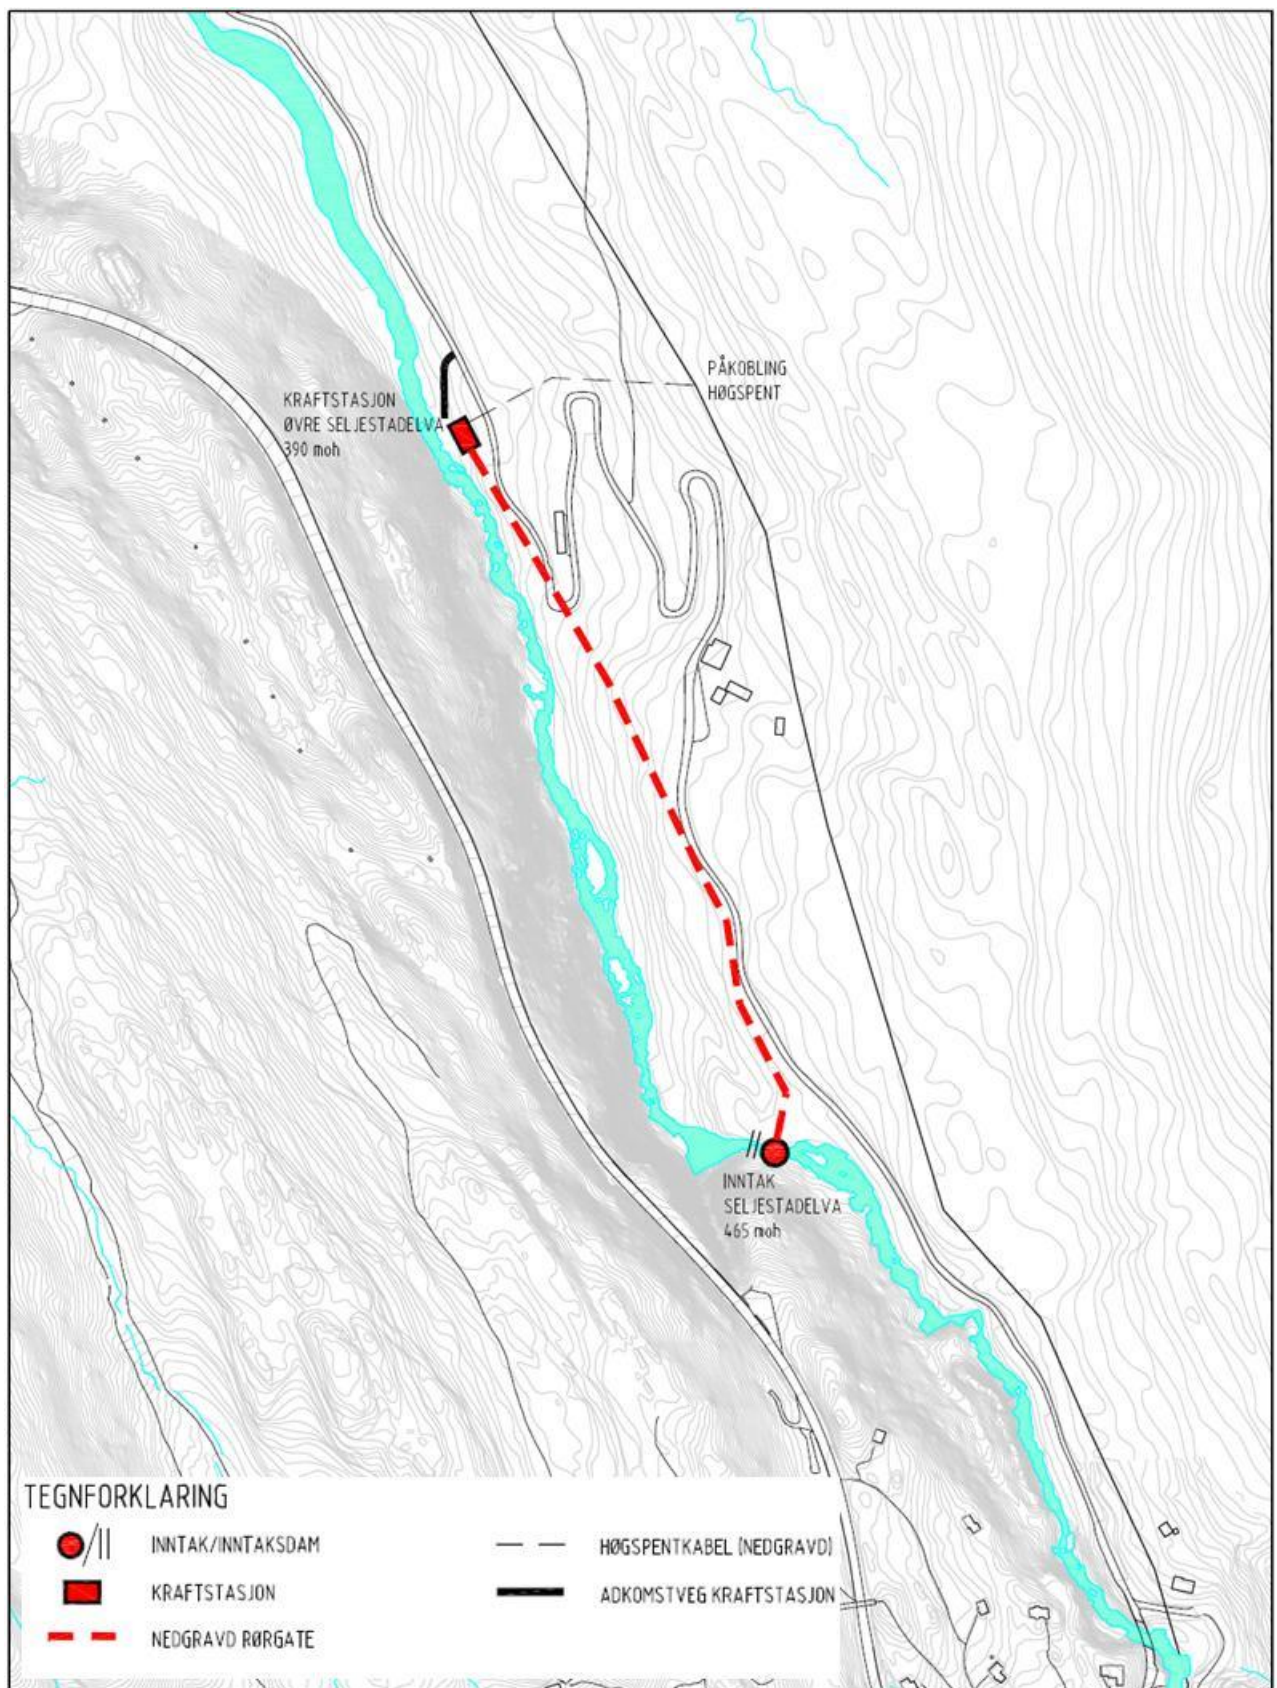 PÅKOBLING
HØGSPENT
KRAFTSTASJON
ØVRE SELJESTADELVA
390 moh
INNTAK
SELJESTADELVA
465 moh
TEGNFORKLARING
INNTAK/INNTAKSDAM
KRAFTSTASJON
NEDGRAVD RØRGATE
HØGSPENTKABEL (NEDGRAVD)
ADKOMSTVEG KRAFTSTASJON